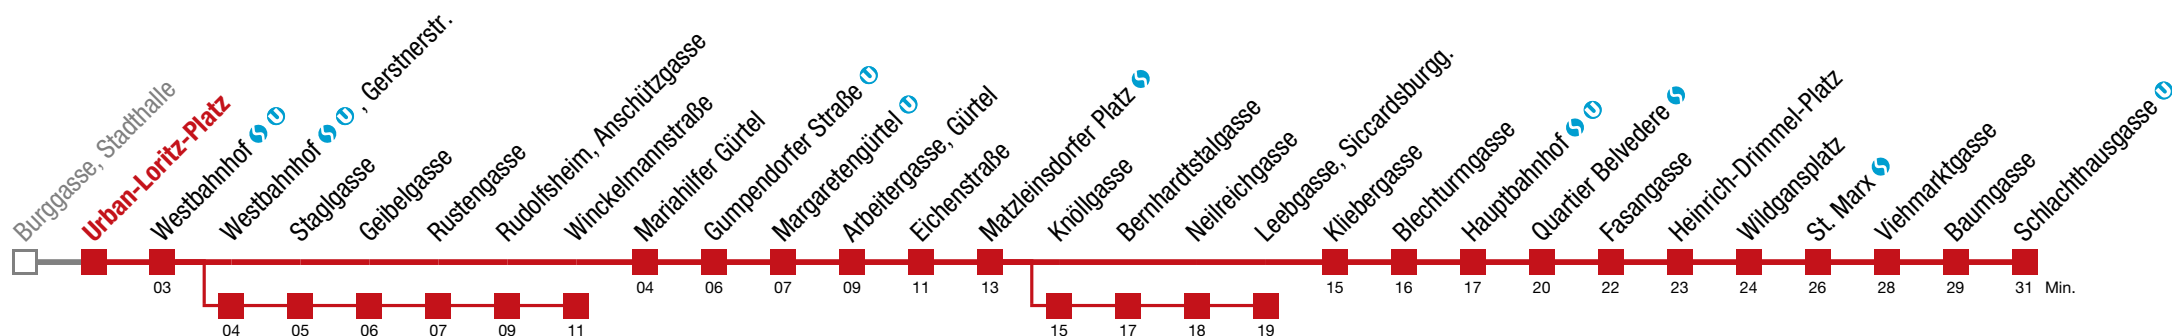 Burggasse, Stadthalle
Urban-Loritz-Platz
Westbahnhof S U
Westbahnhof S U , Gerstnerstr.
Staglgasse
Geibelgasse
Rustengasse
Rudolfsheim, Anschützgasse
Winckelmannstraße
Mariahilfer Gürtel
Gumpendorfer Straße U
Margaretengürtel U
Arbeitergasse, Gürtel
Eichenstraße
Matzleinsdorfer Platz S
Knöllgasse
Bernhardtstalgasse
Neilreichgasse
Leebgasse, Siccardsburgg.
Kliebergasse
Blechturmgasse
Hauptbahnhof S U
Quartier Belvedere S
Fasangasse
Heinrich-Drimmel-Platz
Wildgansplatz
St. Marx S
Viehmarktgasse
Baumgasse
Schlachthausgasse U
03 04 06 07 09 11 13 15 16 17 20 22 23 24 26 28 29 31 Min.
04 05 06 07 09 11 15 17 18 19